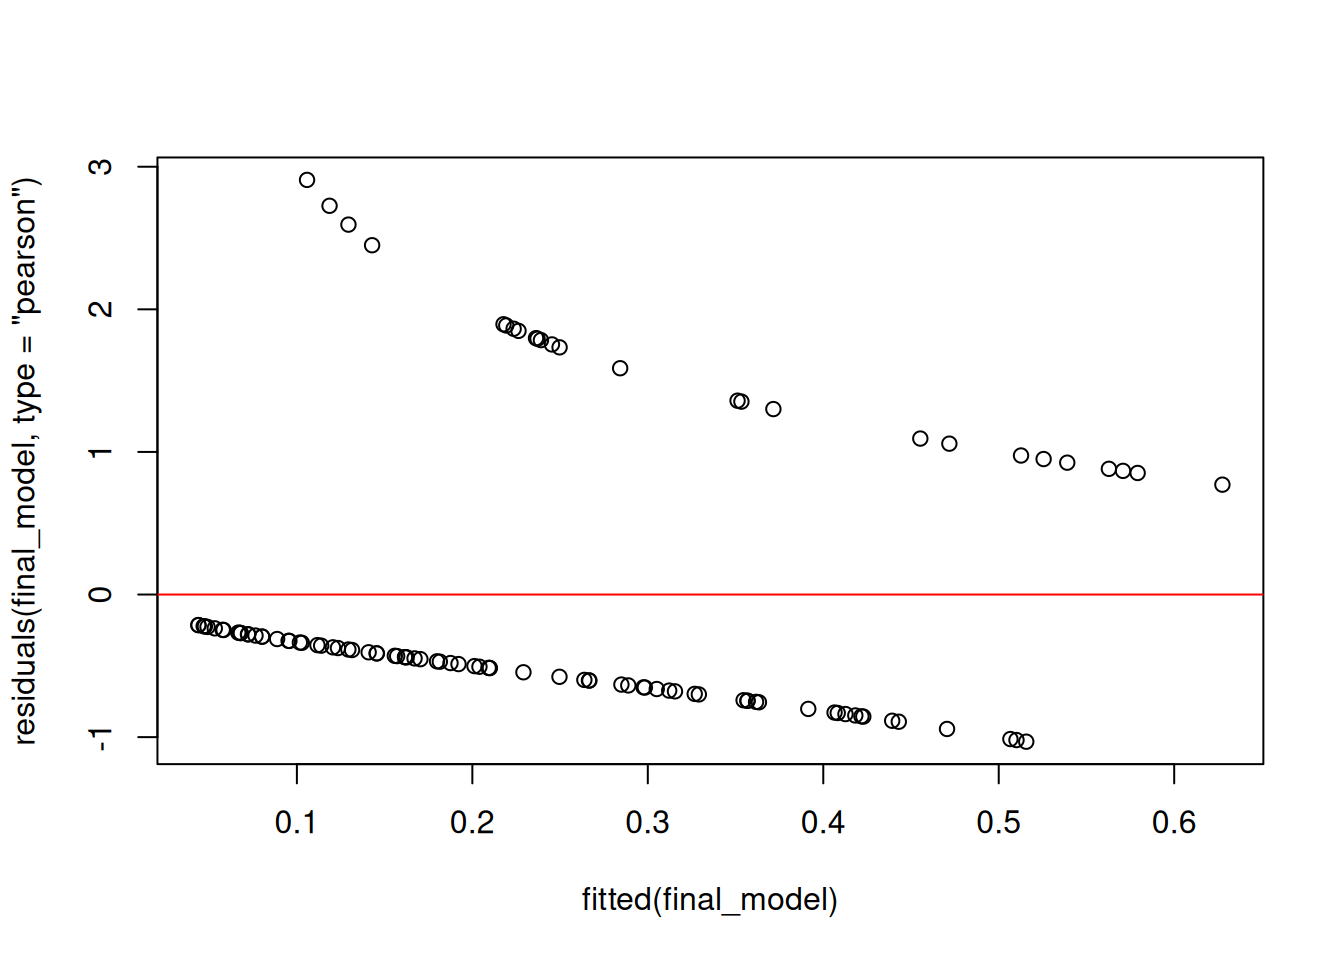 residuals(final_model, type = "pearson")
3
2
1
0
-1
0.1 0.2 0.3 0.4 0.5 0.6
fitted(final_model)